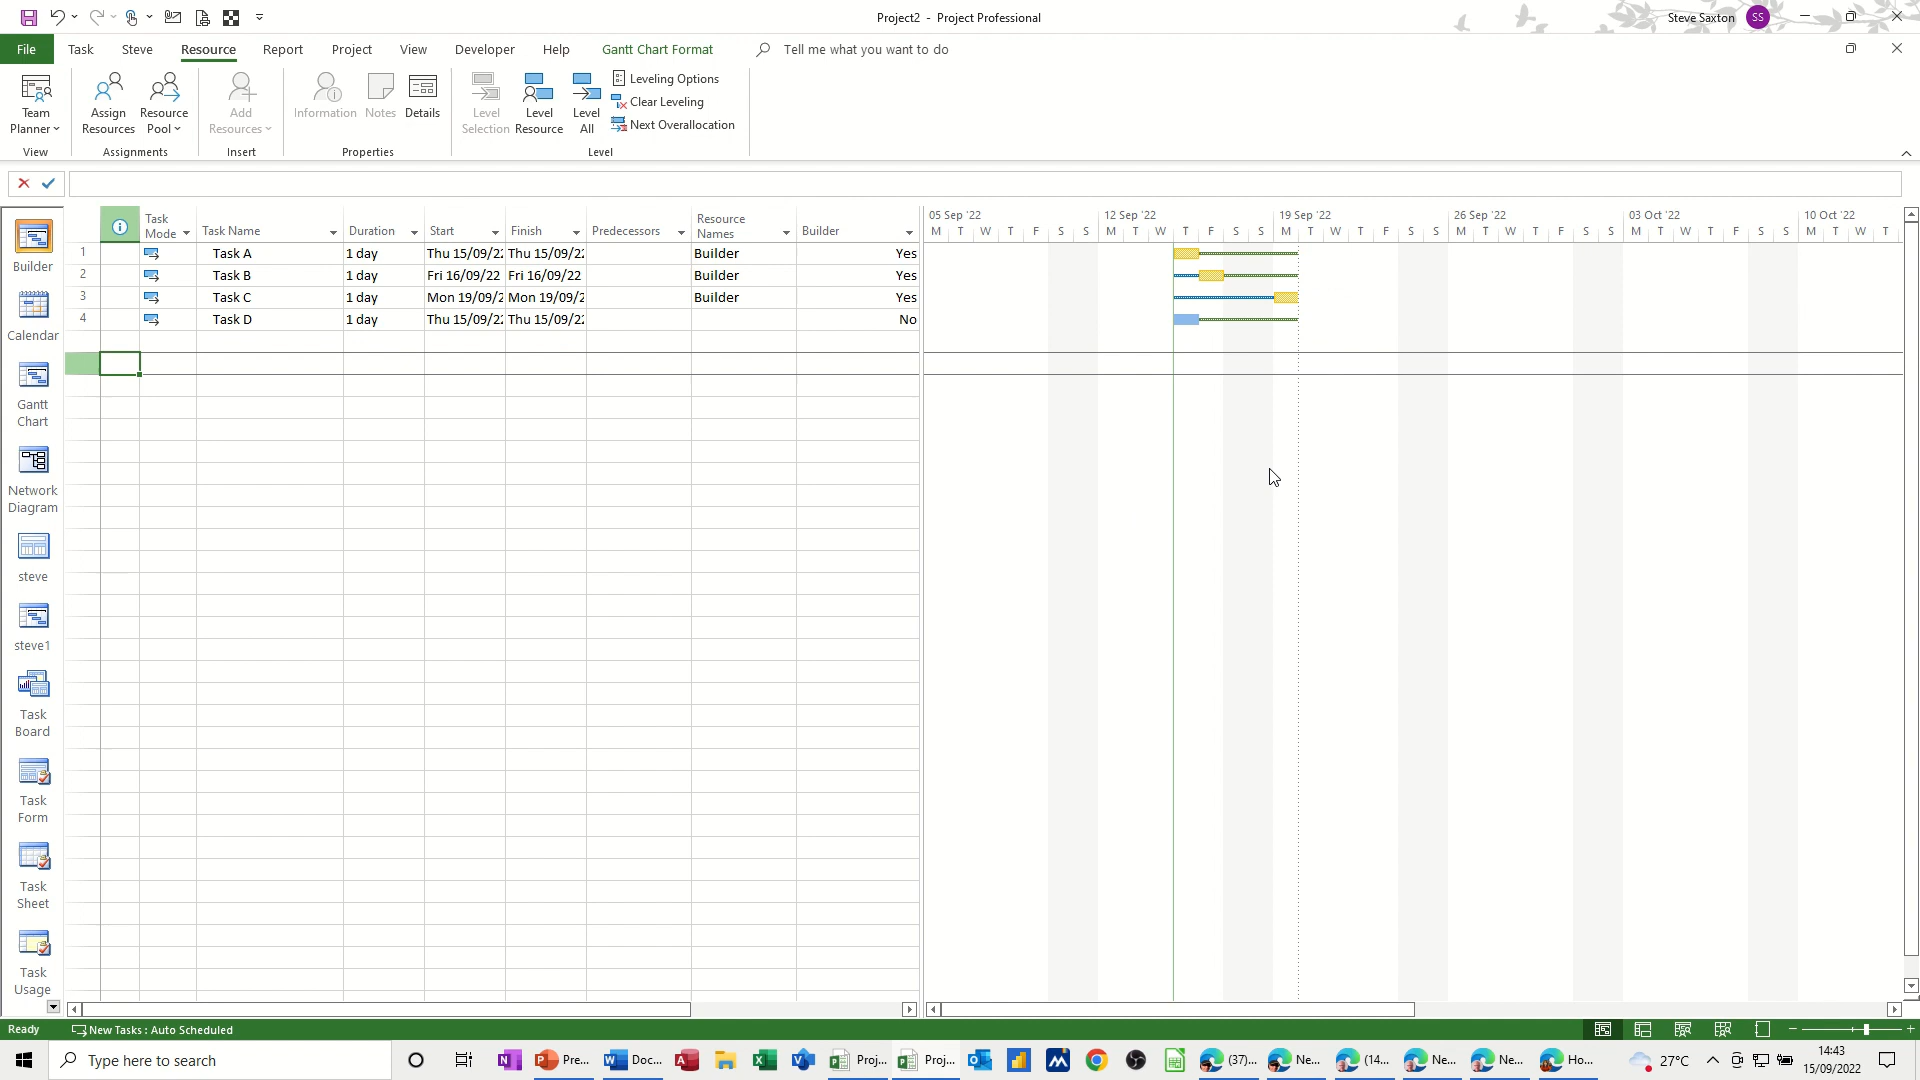 Project2 - Project Professional
Steve Saxton SS
File Task Steve Resource Report Project View Developer Help Gantt Chart Format Tell me what you want to do
Team Planner
Assign Resources
Resource Pool
Add Resources
Information
Notes
Details
Level Selection
Level Resource
Level All
Leveling Options
Clear Leveling
Next Overallocation
View Assignments Insert Properties Level
Task Mode Task Name Duration Start Finish Predecessors Resource Names Builder
05 Sep '22 12 Sep '22 19 Sep '22 26 Sep '22 03 Oct '22 10 Oct '22
M T W T F S S M T W T F S S M T W T F S S M T W T F S S M T W T F S S M T W T
1 Task A 1 day Thu 15/09/22 Thu 15/09/22 Builder Yes
2 Task B 1 day Fri 16/09/22 Fri 16/09/22 Builder Yes
3 Task C 1 day Mon 19/09/2 Mon 19/09/2 Builder Yes
4 Task D 1 day Thu 15/09/22 Thu 15/09/22 No
Builder
Calendar
Gantt
Chart
Network
Diagram
steve
steve1
Task
Board
Task
Form
Task
Sheet
Task
Usage
Ready New Tasks : Auto Scheduled
Type here to search
Pre... Doc... Proj... Proj... (37)... Ne... (14... Ne... Ne... Ho...
27°C
14:43
15/09/2022